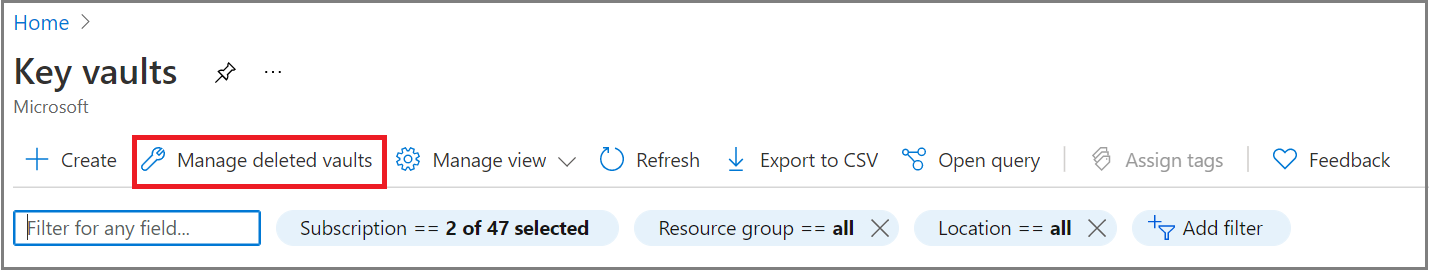 Home
Key vaults ...
Microsoft
Create Manage deleted vaults Manage view Refresh Export to CSV Open query Assign tags Feedback
Filter for any field... Subscription == 2 of 47 selected Resource group == all Location == all Add filter